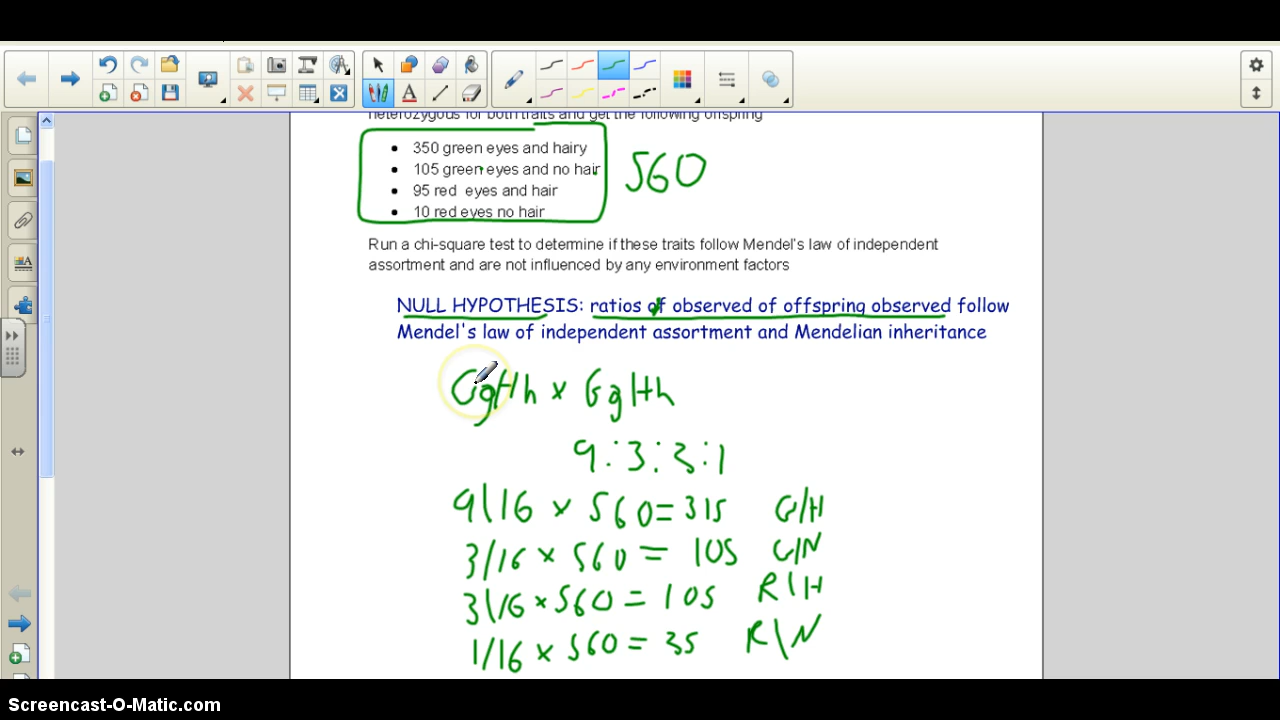 heterozygous for both traits and get the following offspring
• 350 green eyes and hairy
• 105 green eyes and no hair
560
• 95 red eyes and hair
• 10 red eyes no hair
Run a chi-square test to determine if these traits follow Mendel's law of independent
assortment and are not influenced by any environment factors
NULL HYPOTHESIS: ratios of observed of offspring observed follow
Mendel's law of independent assortment and Mendelian inheritance
GgHh x GgHh
9:3:3:1
9/16 x 560 = 315 G/H
3/16 x 560 = 105 G/N
3/16 x 560 = 105 R/H
1/16 x 560 = 35 R/N
Screencast-O-Matic.com